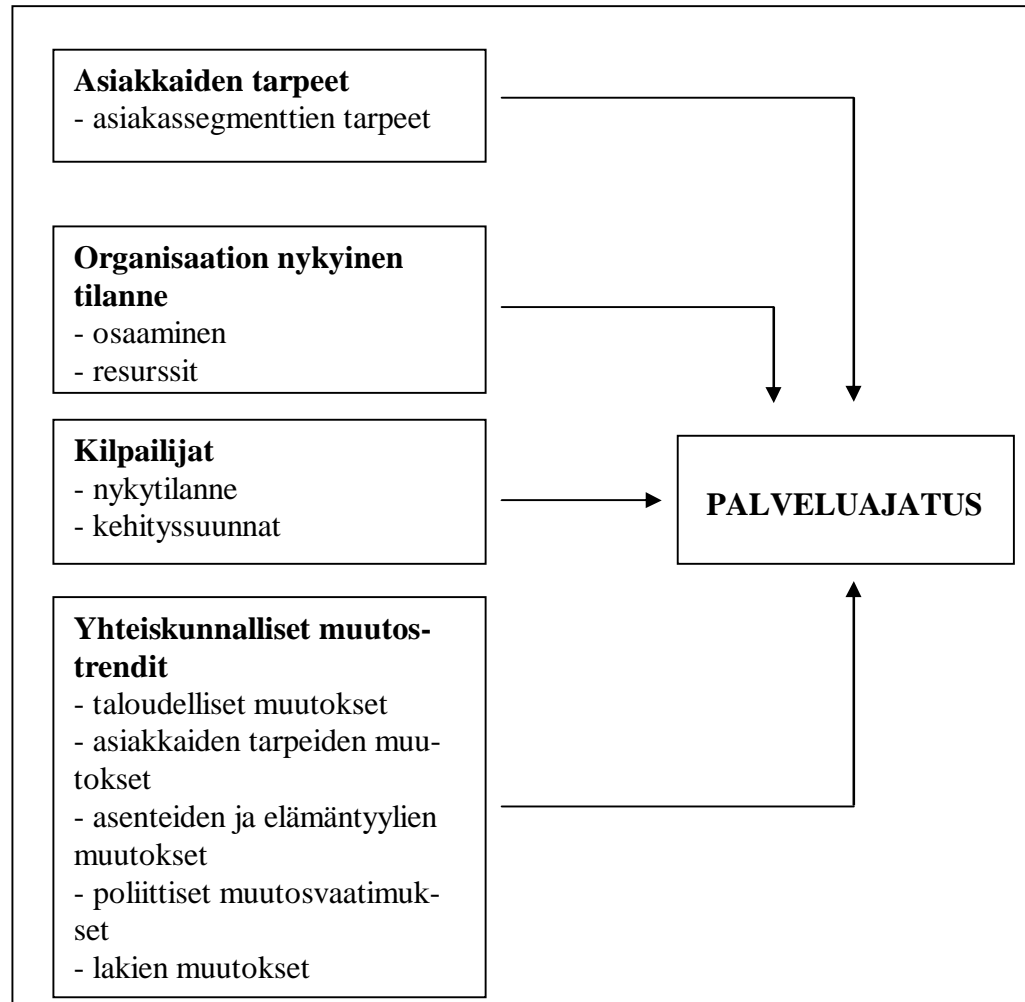 Asiakkaiden tarpeet
- asiakassegmenttien tarpeet
Organisaation nykyinen
tilanne
- osaaminen
- resurssit
Kilpailijat
- nykytilanne
- kehityssuunnat
PALVELUAJATUS
Yhteiskunnalliset muutos-
trendit
- taloudelliset muutokset
- asiakkaiden tarpeiden muu-
tokset
- asenteiden ja elämäntyylien
muutokset
- poliittiset muutosvaatimuk-
set
- lakien muutokset